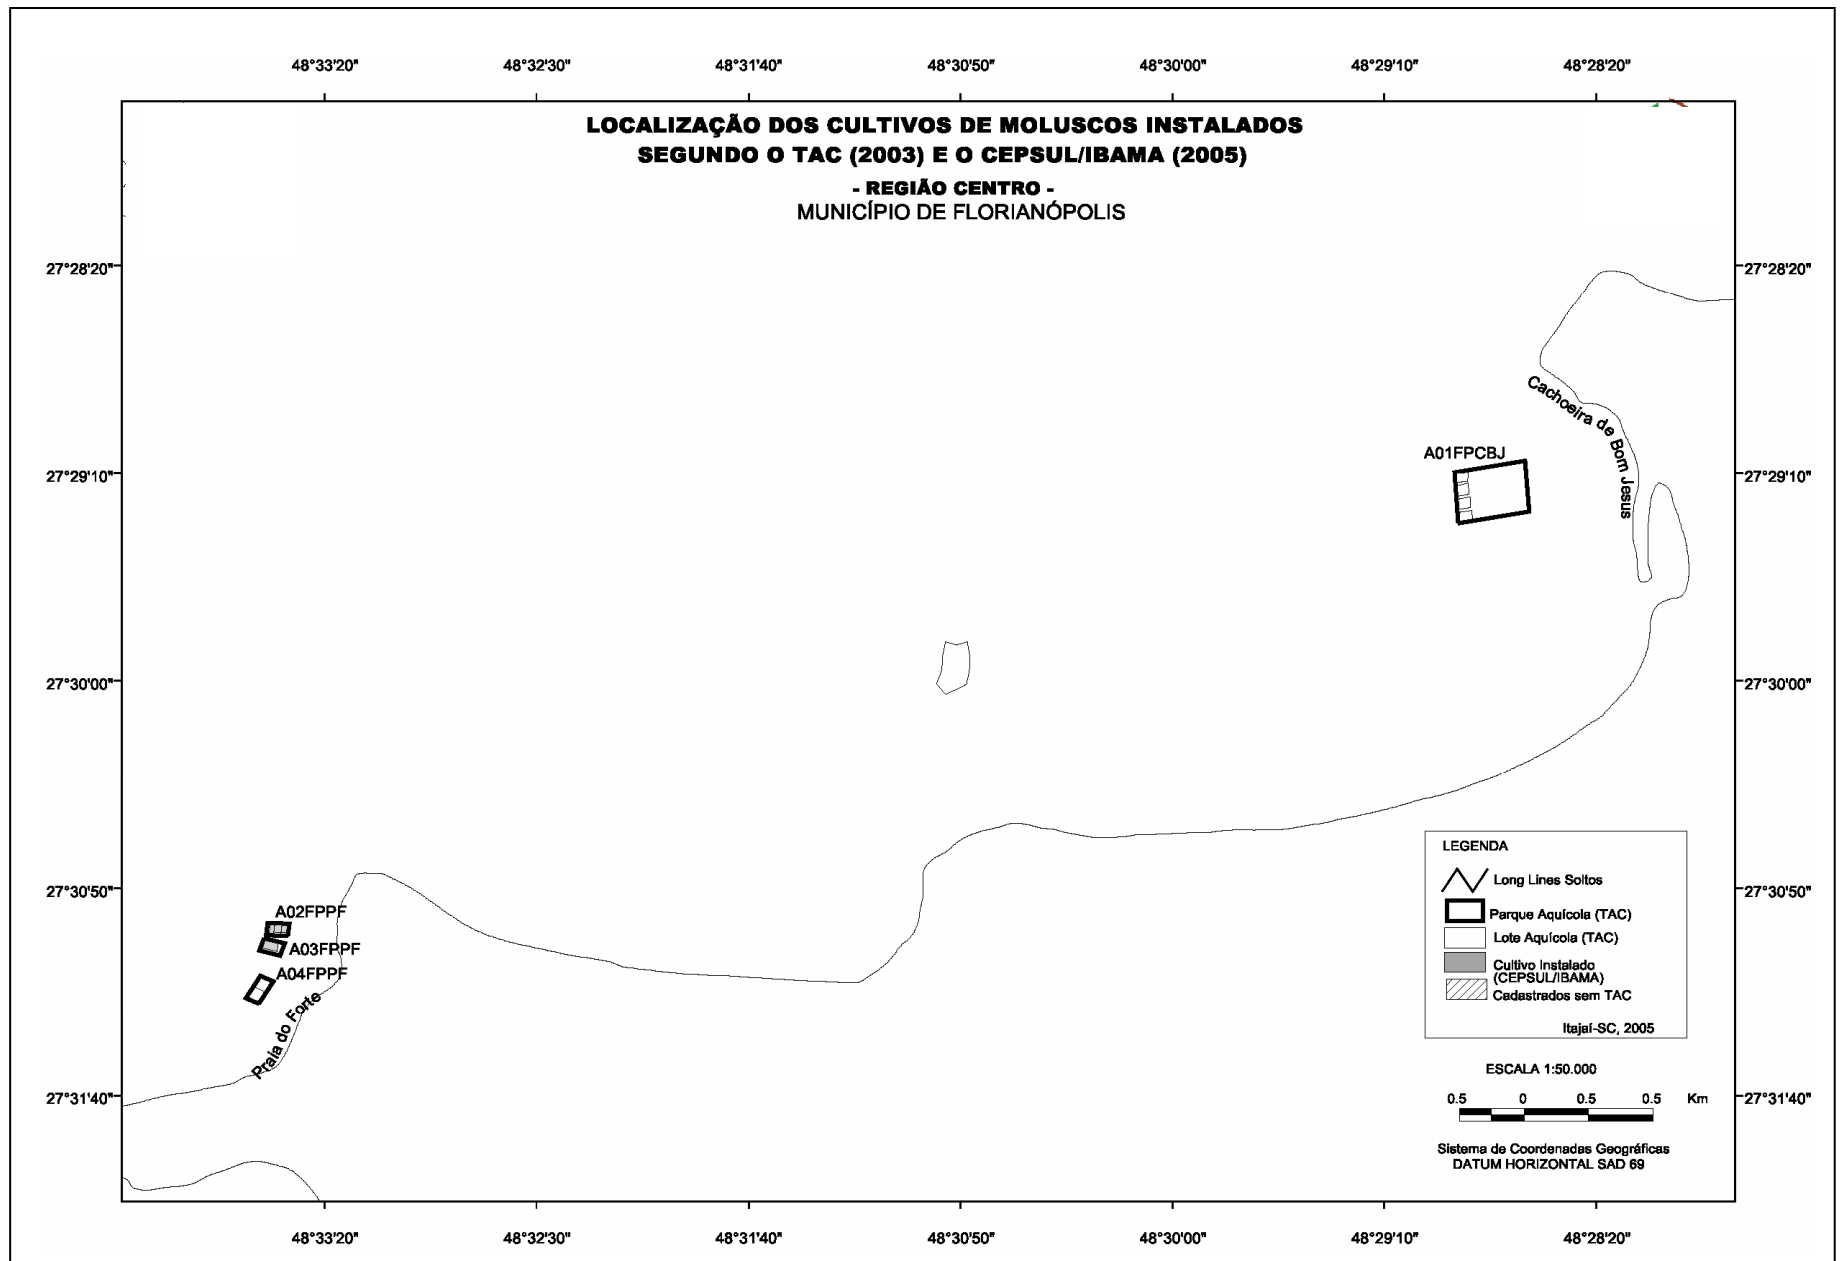 48°33'20" 48°32'30" 48°31'40" 48°30'50" 48°30'00" 48°29'10" 48°28'20"
LOCALIZAÇÃO DOS CULTIVOS DE MOLUSCOS INSTALADOS
SEGUNDO O TAC (2003) E O CEPSUL/IBAMA (2005)
- REGIÃO CENTRO -
MUNICÍPIO DE FLORIANÓPOLIS
27°28'20" 27°28'20"
Cachoeira de Bom Jesus
A01FPCBJ
27°29'10" 27°29'10"
27°30'00" 27°30'00"
27°30'50" 27°30'50"
A02FPPF
A03FPPF
A04FPPF
Praia do Forte
27°31'40" 27°31'40"
LEGENDA
Long Lines Soltos
Parque Aquícola (TAC)
Lote Aquícola (TAC)
Cultivo Instalado
(CEPSUL/IBAMA)
Cadastrados sem TAC
Itajaí-SC, 2005
ESCALA 1:50.000
0.5 0 0.5 0.5 Km
Sistema de Coordenadas Geográficas
DATUM HORIZONTAL SAD 69
48°33'20" 48°32'30" 48°31'40" 48°30'50" 48°30'00" 48°29'10" 48°28'20"